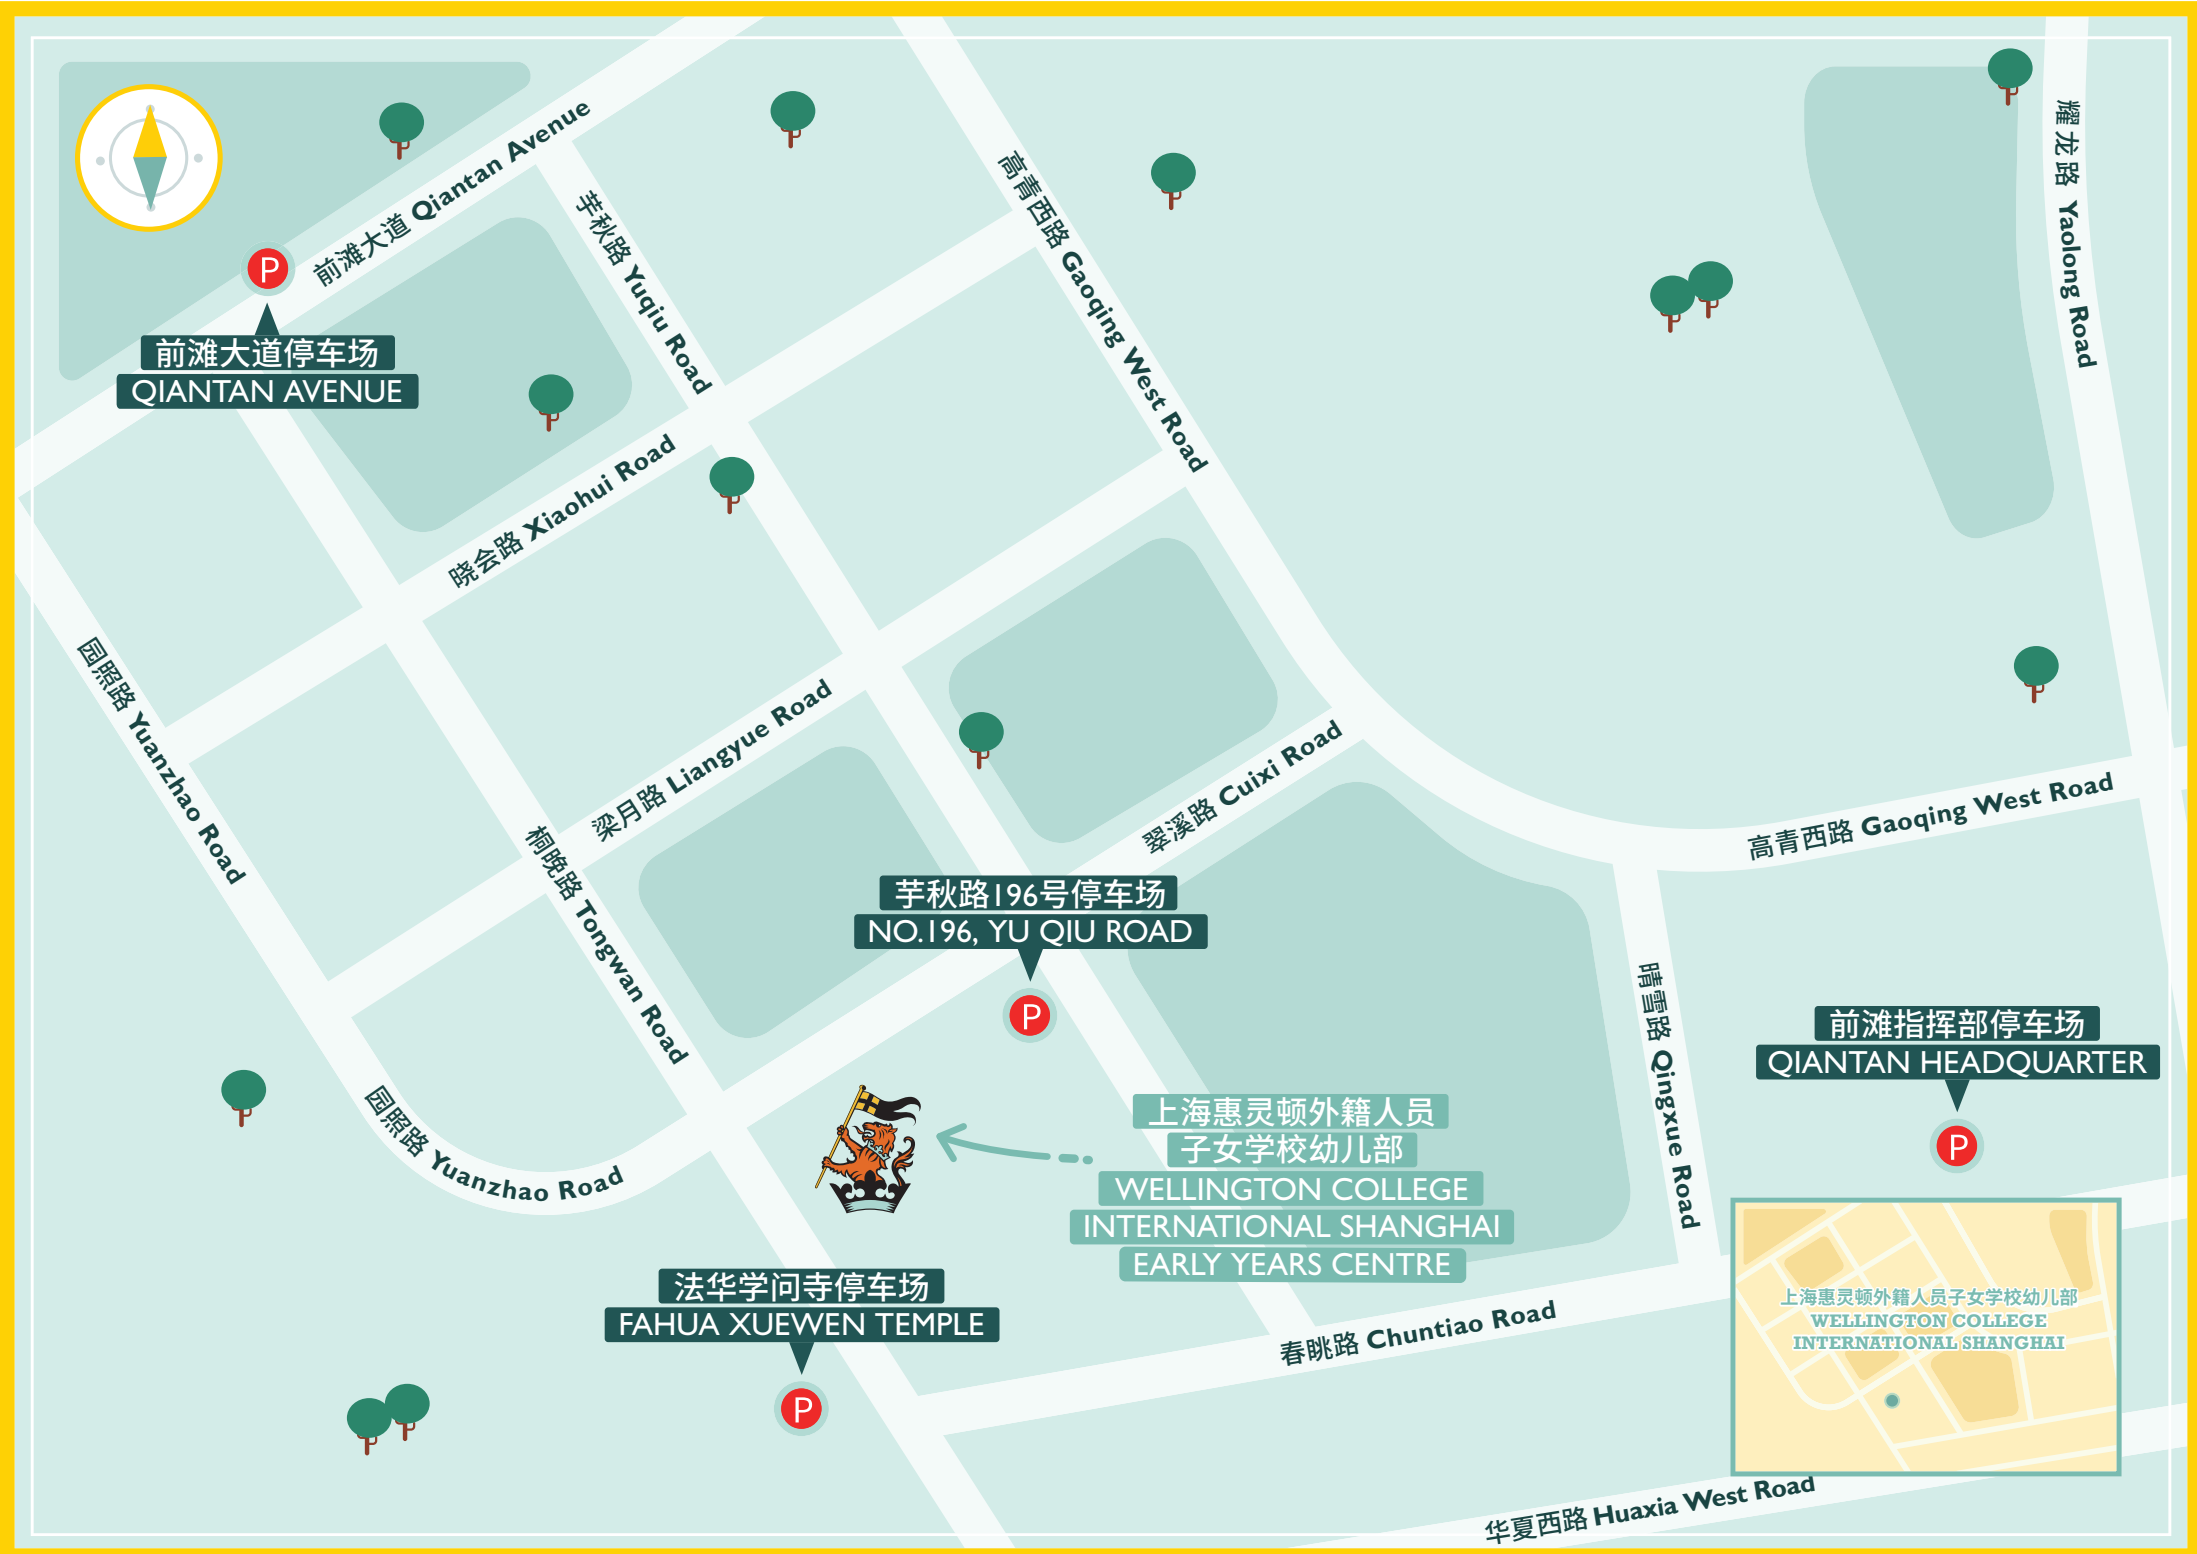 前滩大道 Qiantan Avenue
芋秋路 Yuqiu Road
高青西路 Gaoqing West Road
耀龙路 Yaolong Road
P
前滩大道停车场
QIANTAN AVENUE
晓会路 Xiaohui Road
园照路 Yuanzhao Road
梁月路 Liangyue Road
翠溪路 Cuixi Road
高青西路 Gaoqing West Road
桐晚路 Tongwan Road
芋秋路196号停车场
NO.196, YU QIU ROAD
P
晴雪路 Qingxue Road
前滩指挥部停车场
QIANTAN HEADQUARTER
P
园照路 Yuanzhao Road
上海惠灵顿外籍人员
子女学校幼儿部
WELLINGTON COLLEGE
INTERNATIONAL SHANGHAI
EARLY YEARS CENTRE
法华学问寺停车场
FAHUA XUEWEN TEMPLE
P
春眺路 Chuntiao Road
上海惠灵顿外籍人员子女学校幼儿部
WELLINGTON COLLEGE
INTERNATIONAL SHANGHAI
华夏西路 Huaxia West Road